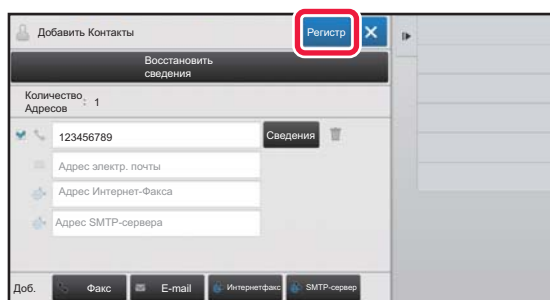 Добавить Контакты Регистр
Восстановить
сведения
Количество
Адресов : 1
123456789 Сведения
Адрес электр. почты
Адрес Интернет-Факса
Адрес SMTP-сервера
Доб. Факс E-mail Интернетфакс SMTP-сервер